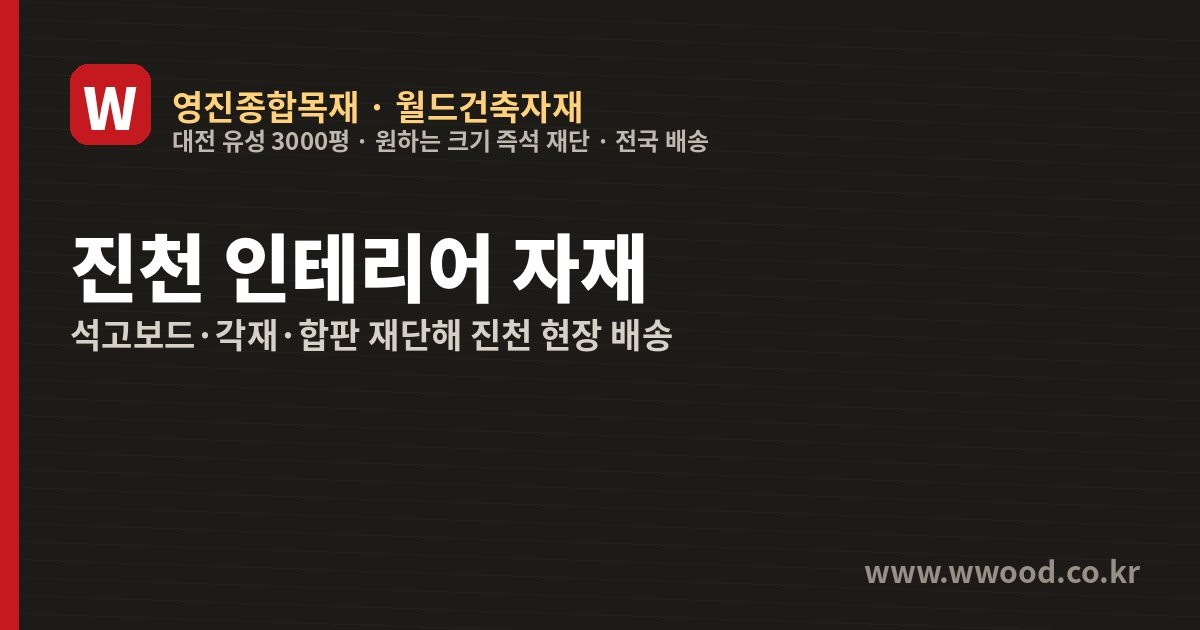 W
영진종합목재 · 월드건축자재
대전 유성 3000평 · 원하는 크기 즉석 재단 · 전국 배송
진천 인테리어 자재
석고보드·각재·합판 재단해 진천 현장 배송
www.wwood.co.kr